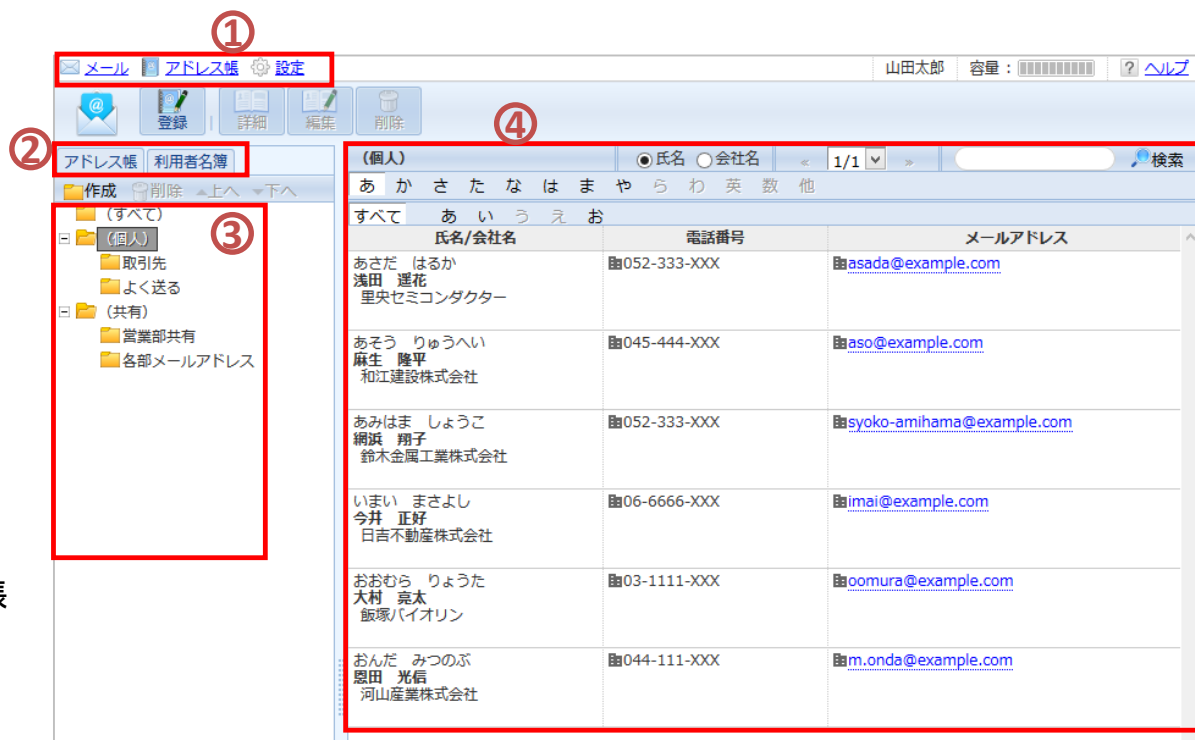 ①
メール アドレス帳 設定 山田太郎 容量： ? ヘルプ
@ 登録 詳細 編集 削除
②
④
アドレス帳 利用者名簿
作成 削除 上へ 下へ
(すべて)
(個人)
③
取引先
よく送る
(共有)
営業部共有
各部メールアドレス
帳
(個人) 氏名 会社名 « 1/1 » 検索
あ か さ た な は ま や ら わ 英 数 他
すべて あ い う え お
氏名/会社名 電話番号 メールアドレス
あさだ はるか 052-333-XXX asada@example.com
浅田 遥花
里央セミコンダクター
あそう りゅうへい 045-444-XXX aso@example.com
麻生 隆平
和江建設株式会社
あみはま しょうこ 052-333-XXX syoko-amihama@example.com
網浜 翔子
鈴木金属工業株式会社
いまい まさよし 06-6666-XXX imai@example.com
今井 正好
日吉不動産株式会社
おおむら りょうた 03-1111-XXX oomura@example.com
大村 亮太
飯塚バイオリン
おんだ みつのぶ 044-111-XXX m.onda@example.com
恩田 光信
河山産業株式会社